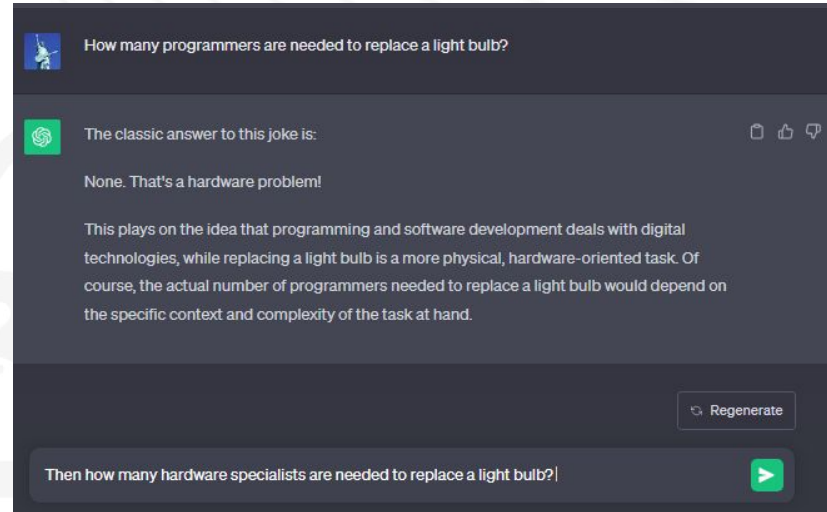 How many programmers are needed to replace a light bulb?
The classic answer to this joke is:
None. That's a hardware problem!
This plays on the idea that programming and software development deals with digital
technologies, while replacing a light bulb is a more physical, hardware-oriented task. Of
course, the actual number of programmers needed to replace a light bulb would depend on
the specific context and complexity of the task at hand.
Regenerate
Then how many hardware specialists are needed to replace a light bulb?